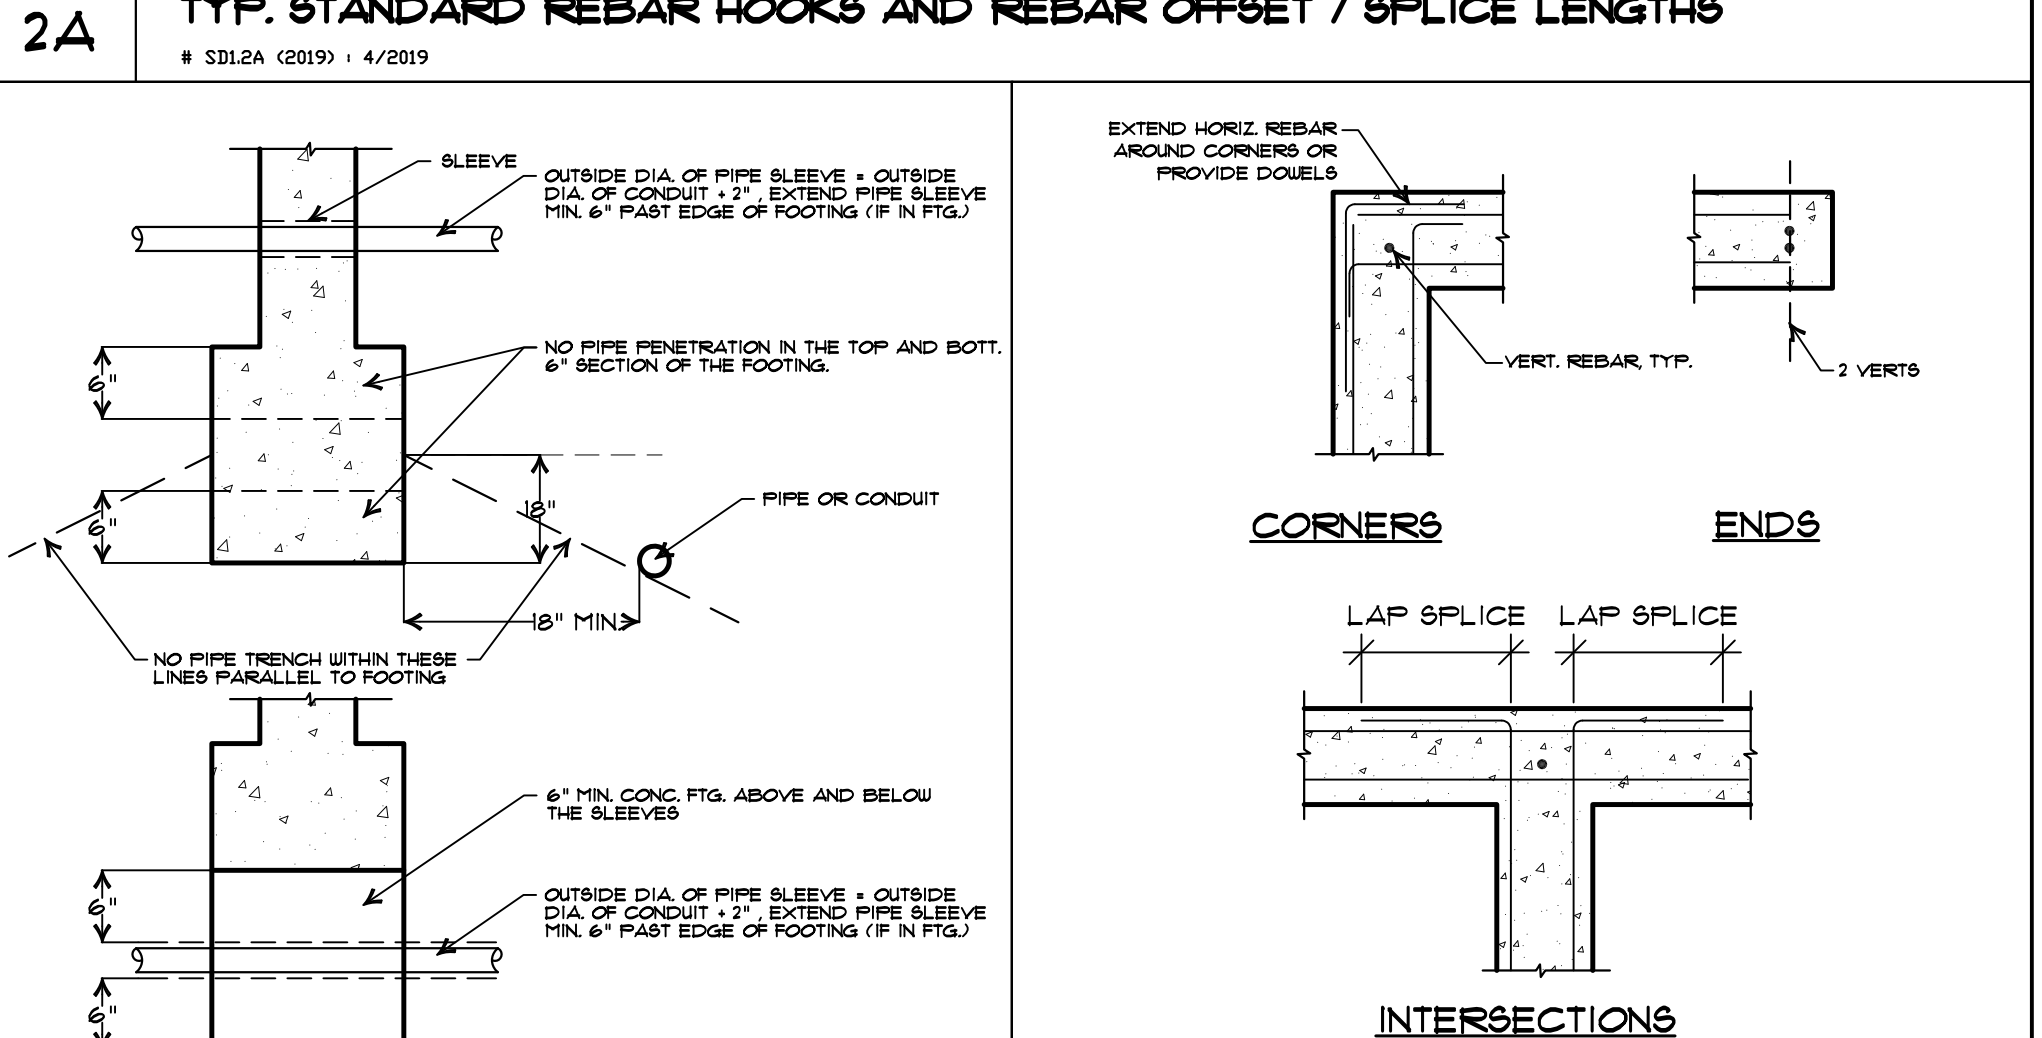 2A
TYP. STANDARD REBAR HOOKS AND REBAR OFFSET / SPLICE LENGTHS
# SD1.2A (2019) : 4/2019
SLEEVE
OUTSIDE DIA. OF PIPE SLEEVE = OUTSIDE
DIA. OF CONDUIT + 2", EXTEND PIPE SLEEVE
MIN. 6" PAST EDGE OF FOOTING (IF IN FTG.)
NO PIPE PENETRATION IN THE TOP AND BOTT.
6" SECTION OF THE FOOTING.
6"
6"
18"
PIPE OR CONDUIT
18" MIN.
NO PIPE TRENCH WITHIN THESE
LINES PARALLEL TO FOOTING
6" MIN. CONC. FTG. ABOVE AND BELOW
THE SLEEVES
OUTSIDE DIA. OF PIPE SLEEVE = OUTSIDE
DIA. OF CONDUIT + 2", EXTEND PIPE SLEEVE
MIN. 6" PAST EDGE OF FOOTING (IF IN FTG.)
6"
6"
EXTEND HORIZ. REBAR
AROUND CORNERS OR
PROVIDE DOWELS
VERT. REBAR, TYP.
2 VERTS
CORNERS
ENDS
LAP SPLICE
LAP SPLICE
INTERSECTIONS